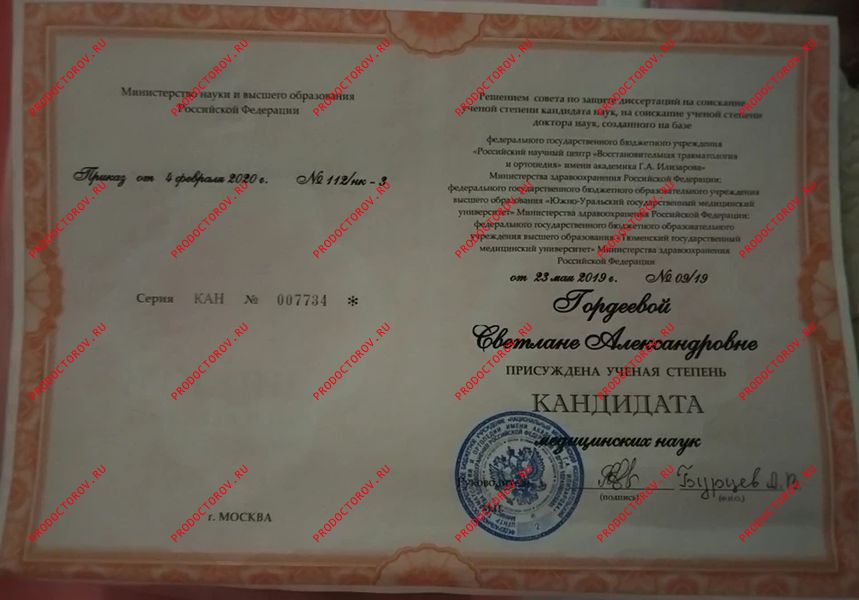 Министерство науки и высшего образования
Российской Федерации
Приказ от 4 февраля 2020 г. № 112/нк - 3
Серия КАН № 007734 *
г. МОСКВА
Решением совета по защите диссертаций на соискание
ученой степени кандидата наук, на соискание ученой степени
доктора наук, созданного на базе
федерального государственного бюджетного учреждения
«Российский научный центр «Восстановительная травматология
и ортопедия» имени академика Г.А. Илизарова»
Министерства здравоохранения Российской Федерации;
федерального государственного бюджетного образовательного учреждения
высшего образования «Южно-Уральский государственный медицинский
университет» Министерства здравоохранения Российской Федерации;
федерального государственного бюджетного образовательного
учреждения высшего образования «Тюменский государственный
медицинский университет» Министерства здравоохранения
Российской Федерации
от 23 мая 2019 г. № 09/19
Гордеевой
Светлане Александровне
ПРИСУЖДЕНА УЧЕНАЯ СТЕПЕНЬ
КАНДИДАТА
медицинских наук
Руководитель Бурцев А.В.
(подпись) (ф.и.о.)
М.П.
PRODOCTOROV.RU